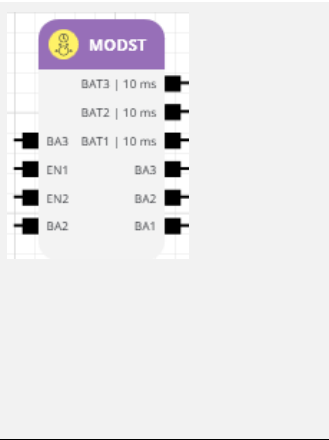 MODST
BAT3 | 10 ms
BAT2 | 10 ms
BA3 BAT1 | 10 ms
EN1 BA3
EN2 BA2
BA2 BA1